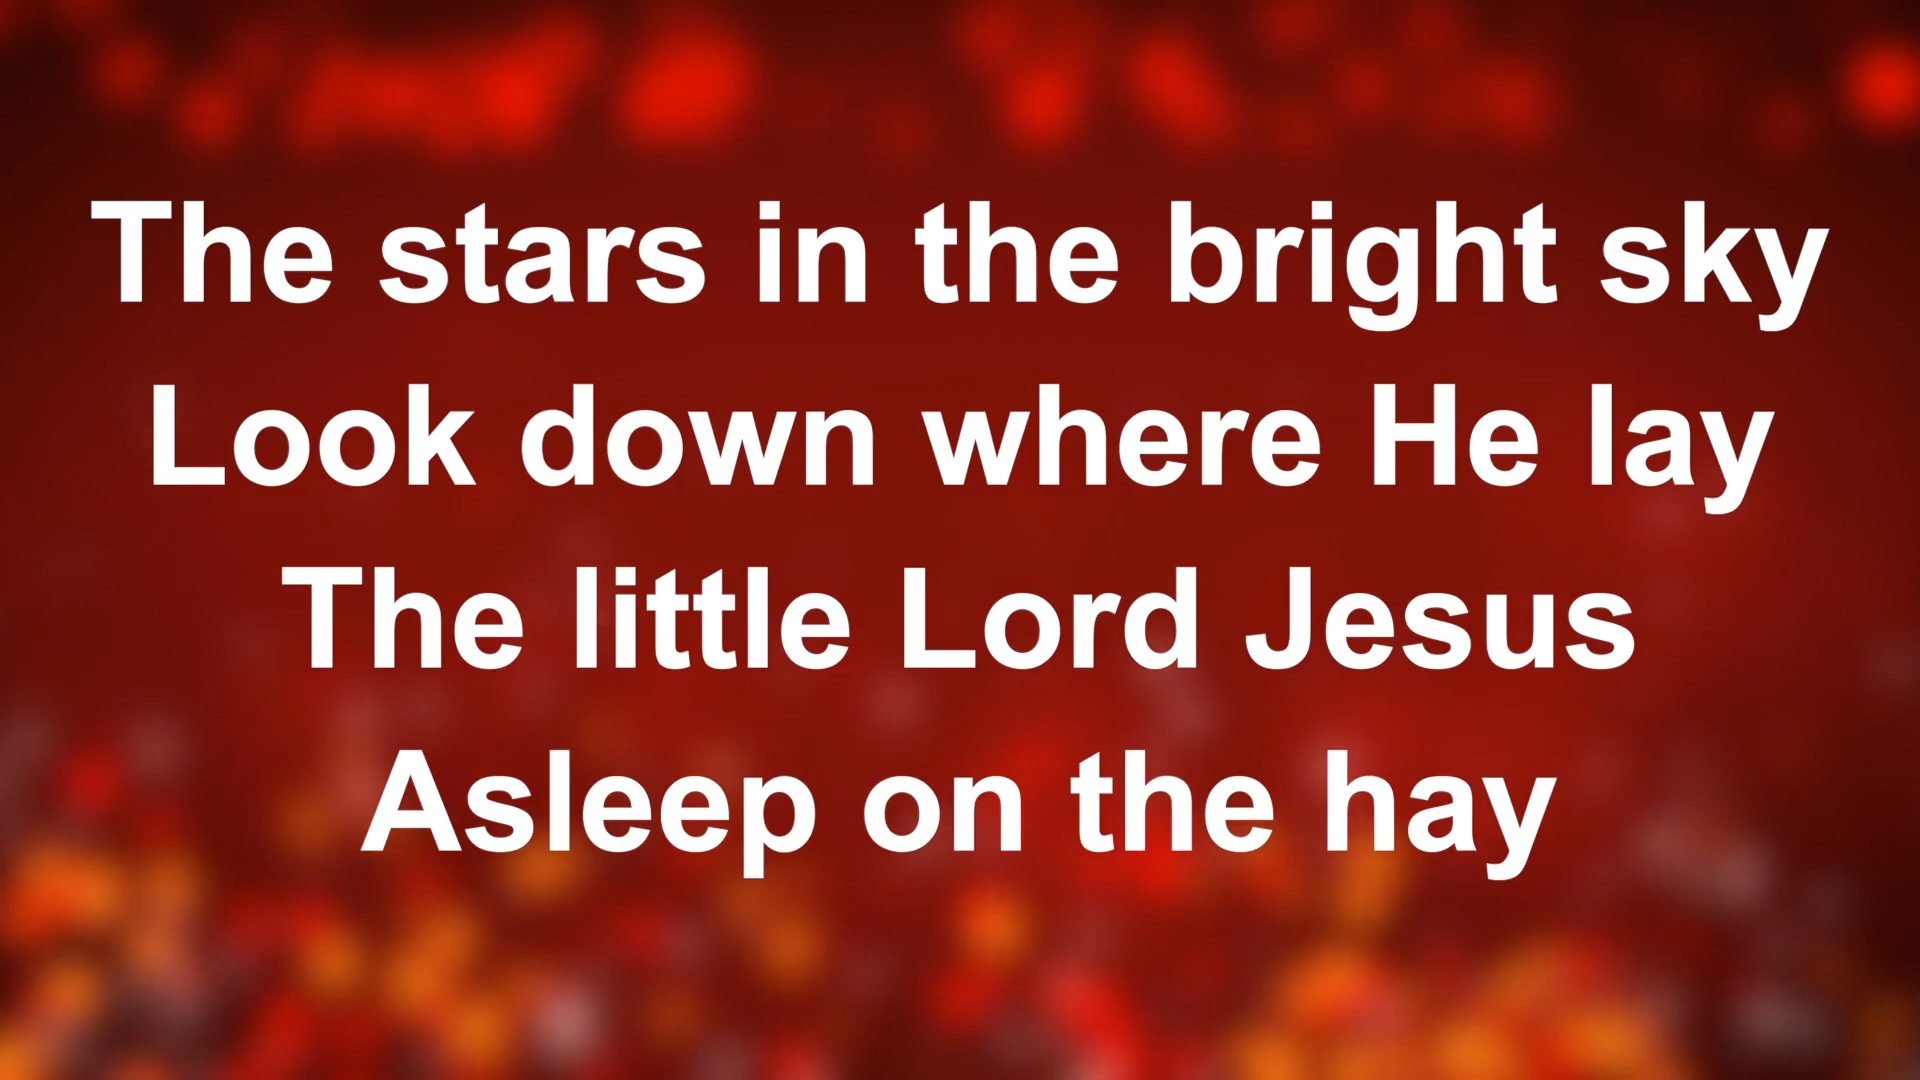 The stars in the bright sky
Look down where He lay
The little Lord Jesus
Asleep on the hay